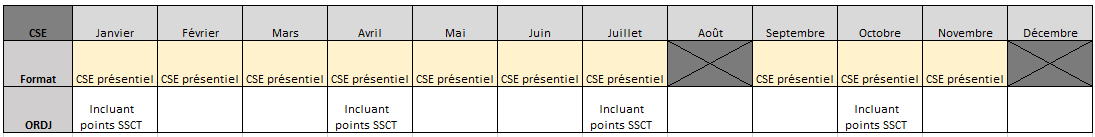 CSE Janvier Février Mars Avril Mai Juin Juillet Août Septembre Octobre Novembre Décembre
Format CSE présentiel CSE présentiel CSE présentiel CSE présentiel CSE présentiel CSE présentiel CSE présentiel CSE présentiel CSE présentiel CSE présentiel
Incluant Incluant Incluant Incluant
ORDJ points SSCT points SSCT points SSCT points SSCT